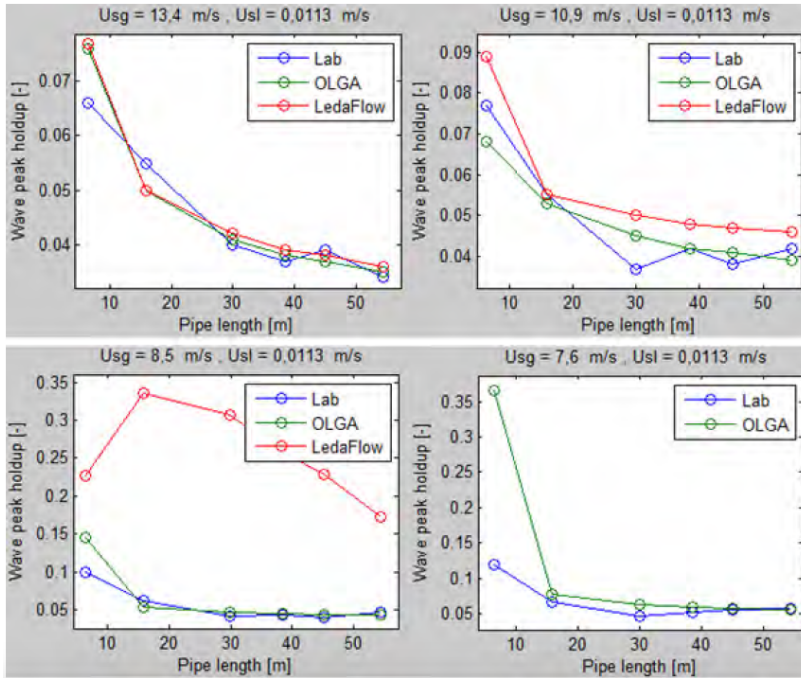 Usg = 13,4 m/s , Usl = 0,0113 m/s
Wave peak holdup [-]
0.07
0.06
0.05
0.04
Lab
OLGA
LedaFlow
10 20 30 40 50
Pipe length [m]
Usg = 10,9 m/s , Usl = 0,0113 m/s
Wave peak holdup [-]
0.09
0.08
0.07
0.06
0.05
0.04
Lab
OLGA
LedaFlow
10 20 30 40 50
Pipe length [m]
Usg = 8,5 m/s , Usl = 0,0113 m/s
Wave peak holdup [-]
0.35
0.3
0.25
0.2
0.15
0.1
0.05
Lab
OLGA
LedaFlow
10 20 30 40 50
Pipe length [m]
Usg = 7,6 m/s , Usl = 0,0113 m/s
Wave peak holdup [-]
0.35
0.3
0.25
0.2
0.15
0.1
0.05
Lab
OLGA
10 20 30 40 50
Pipe length [m]